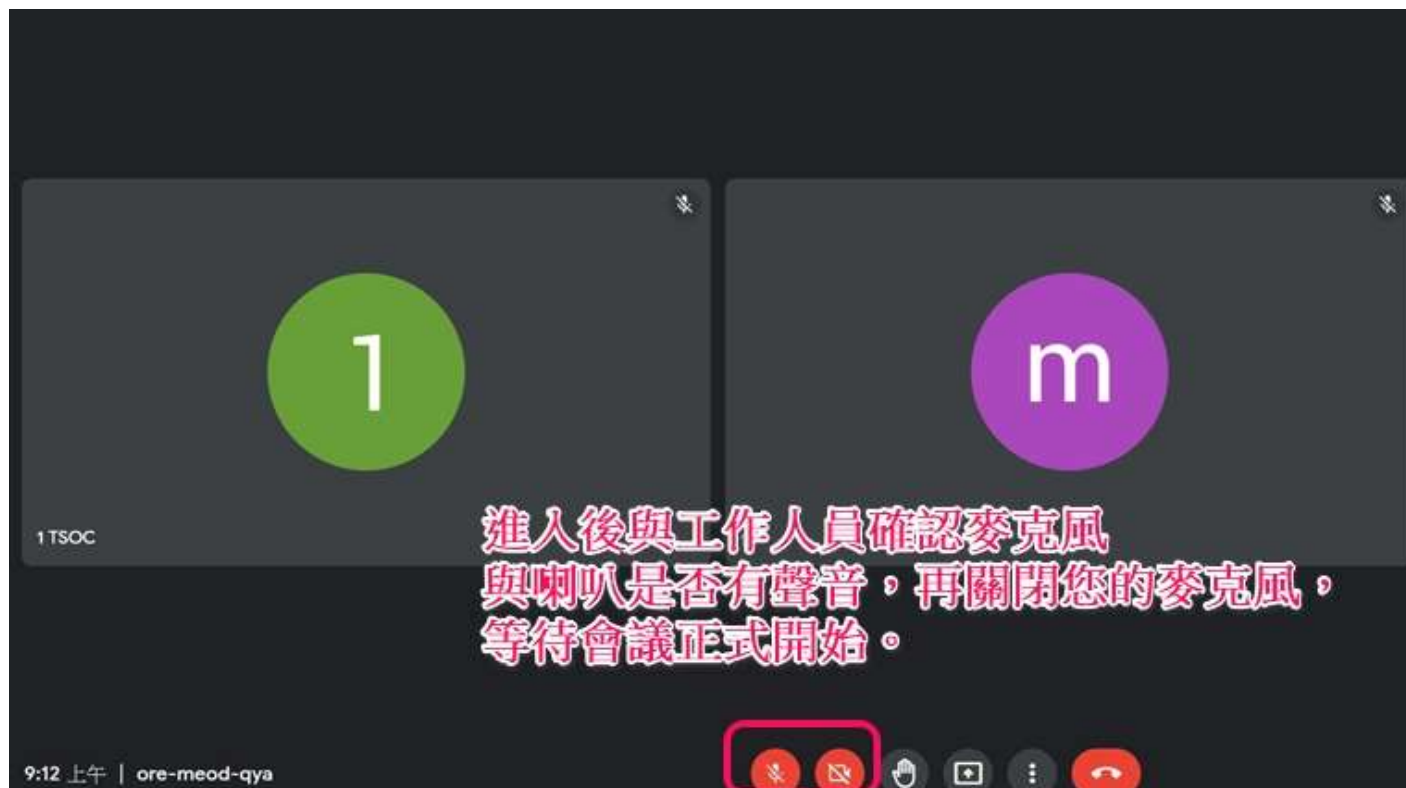 1
m
1 TSOC
進入後與工作人員確認麥克風
與喇叭是否有聲音，再關閉您的麥克風，
等待會議正式開始。
9:12 上午 | ore-meod-qya